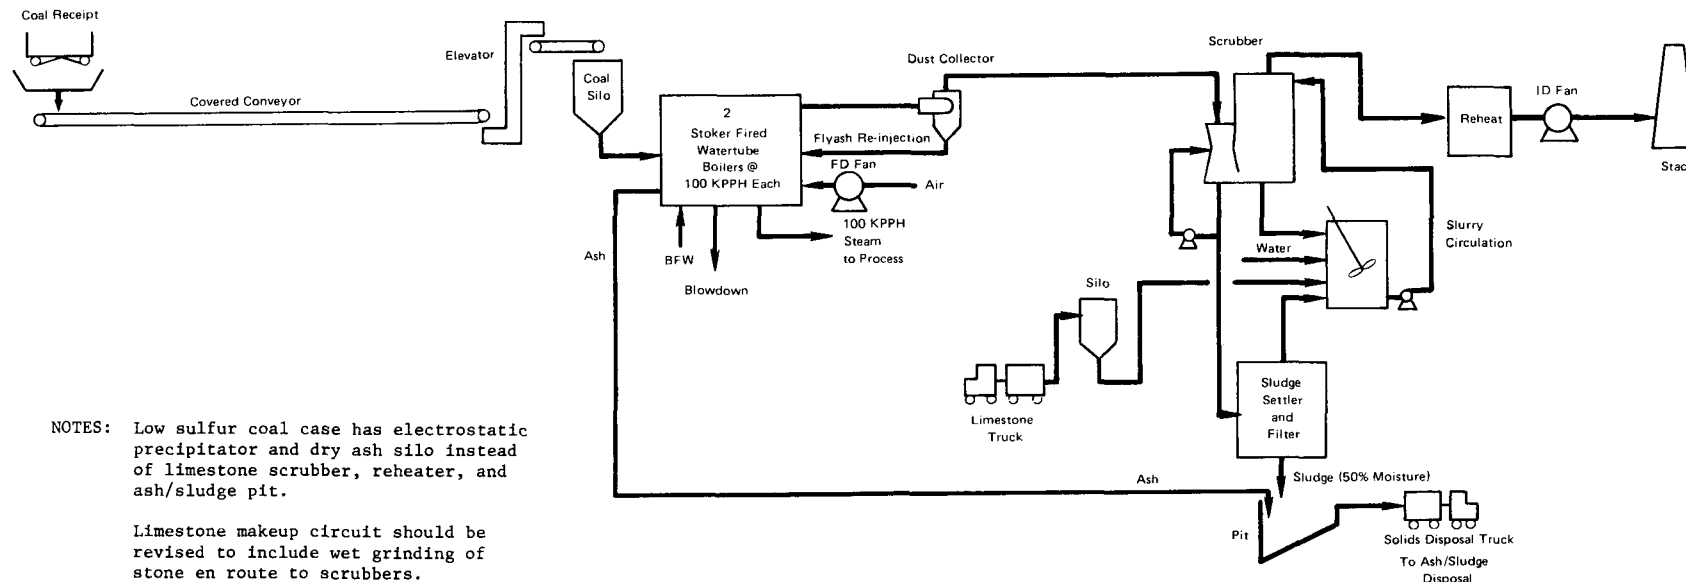 Coal Receipt
Covered Conveyor
Elevator
Coal
Silo
2
Stoker Fired
Watertube
Boilers @
100 KPPH Each
Dust Collector
Flyash Re-injection
FD Fan
Air
100 KPPH
Steam
to Process
BFW
Blowdown
Ash
Scrubber
Reheat
ID Fan
Stac
Slurry
Circulation
Water
Silo
Limestone
Truck
Sludge
Settler
and
Filter
Sludge (50% Moisture)
Ash
Pit
Solids Disposal Truck
To Ash/Sludge
Disposal
NOTES: Low sulfur coal case has electrostatic
precipitator and dry ash silo instead
of limestone scrubber, reheater, and
ash/sludge pit.
Limestone makeup circuit should be
revised to include wet grinding of
stone en route to scrubbers.